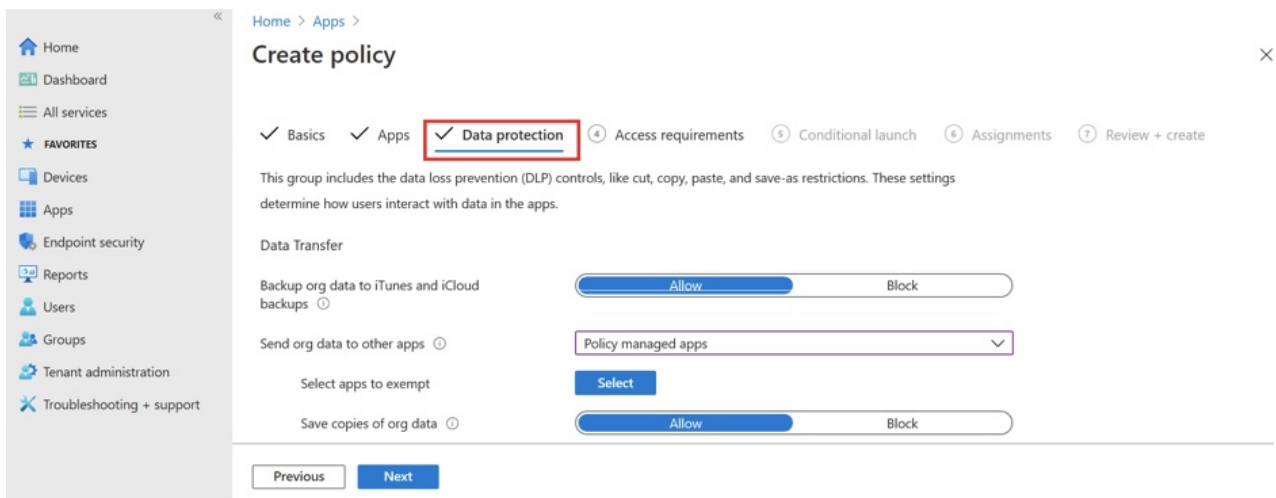 «
Home
Dashboard
All services
FAVORITES
Devices
Apps
Endpoint security
Reports
Users
Groups
Tenant administration
Troubleshooting + support
Home > Apps >
Create policy
Basics Apps Data protection 4 Access requirements 5 Conditional launch 6 Assignments 7 Review + create
This group includes the data loss prevention (DLP) controls, like cut, copy, paste, and save-as restrictions. These settings
determine how users interact with data in the apps.
Data Transfer
Backup org data to iTunes and iCloud
backups
Allow Block
Send org data to other apps Policy managed apps
Select apps to exempt Select
Save copies of org data Allow Block
Previous Next